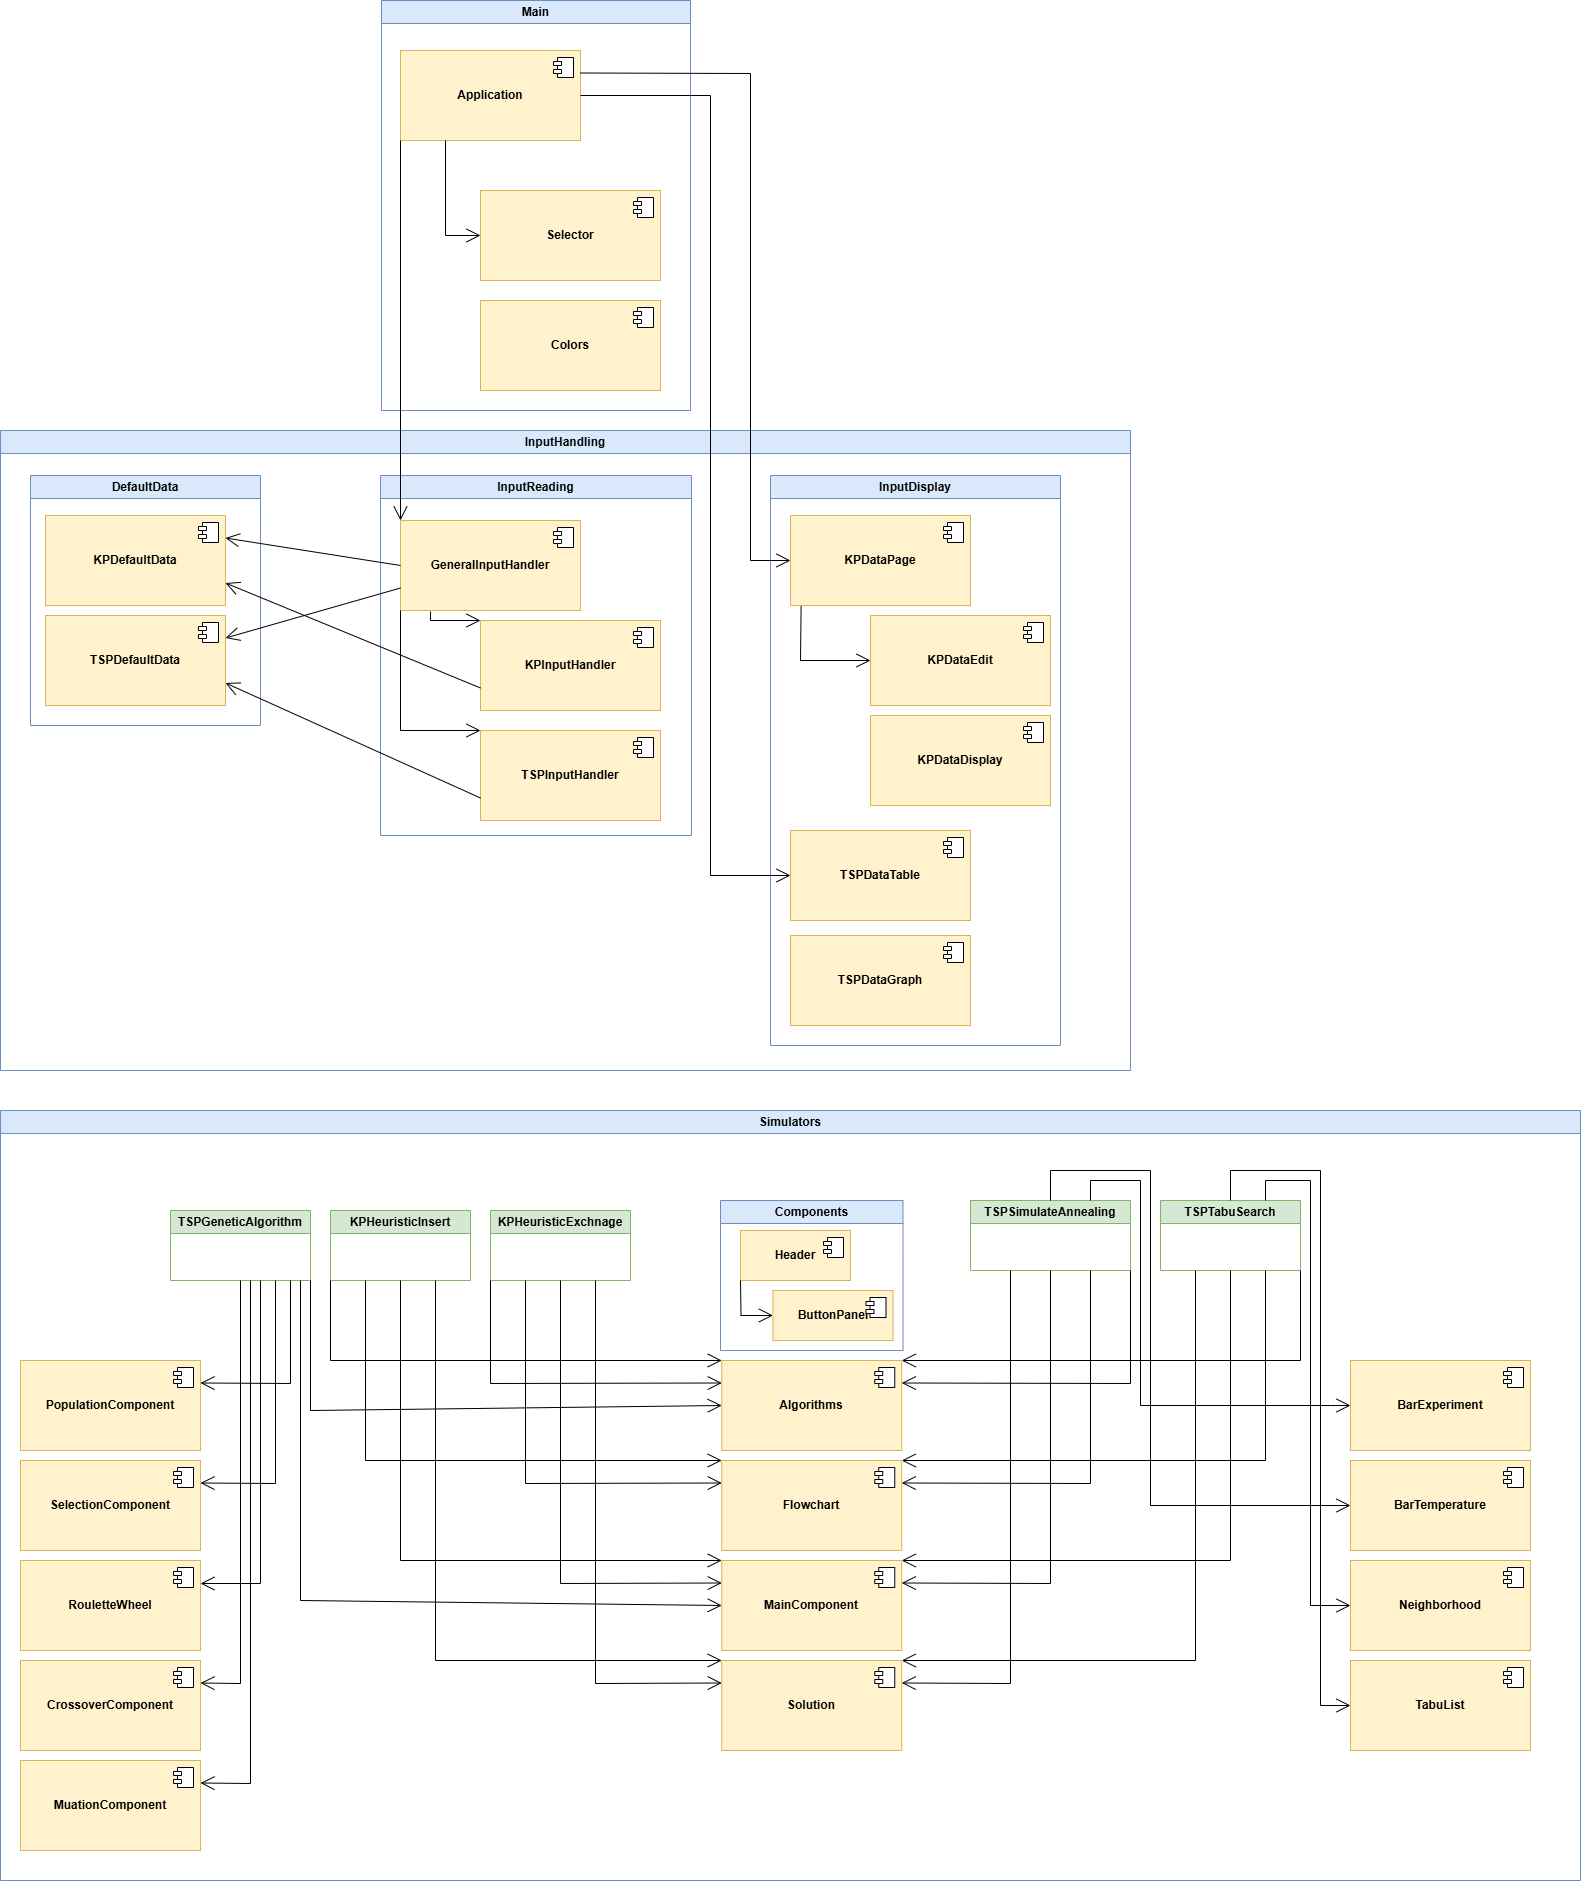 Main
Application
Selector
Colors
InputHandling
DefaultData
InputReading
InputDisplay
KPDefaultData
GeneralInputHandler
KPDataPage
TSPDefaultData
KPInputHandler
KPDataEdit
TSPInputHandler
KPDataDisplay
TSPDataTable
TSPDataGraph
Simulators
TSPGeneticAlgorithm
KPHeuristicInsert
KPHeuristicExchnage
Components
TSPSimulateAnnealing
TSPTabuSearch
Header
ButtonPanel
PopulationComponent
Algorithms
BarExperiment
SelectionComponent
Flowchart
BarTemperature
RouletteWheel
MainComponent
Neighborhood
CrossoverComponent
Solution
TabuList
MuationComponent